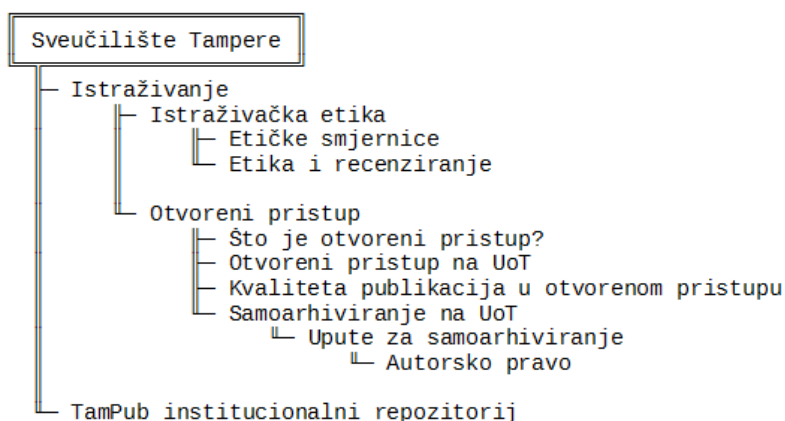 Sveučilište Tampere
Istraživanje
Istraživačka etika
Etičke smjernice
Etika i recenziranje
Otvoreni pristup
Što je otvoreni pristup?
Otvoreni pristup na UoT
Kvaliteta publikacija u otvorenom pristupu
Samoarhiviranje na UoT
Upute za samoarhiviranje
Autorsko pravo
TamPub institucionalni repozitorij